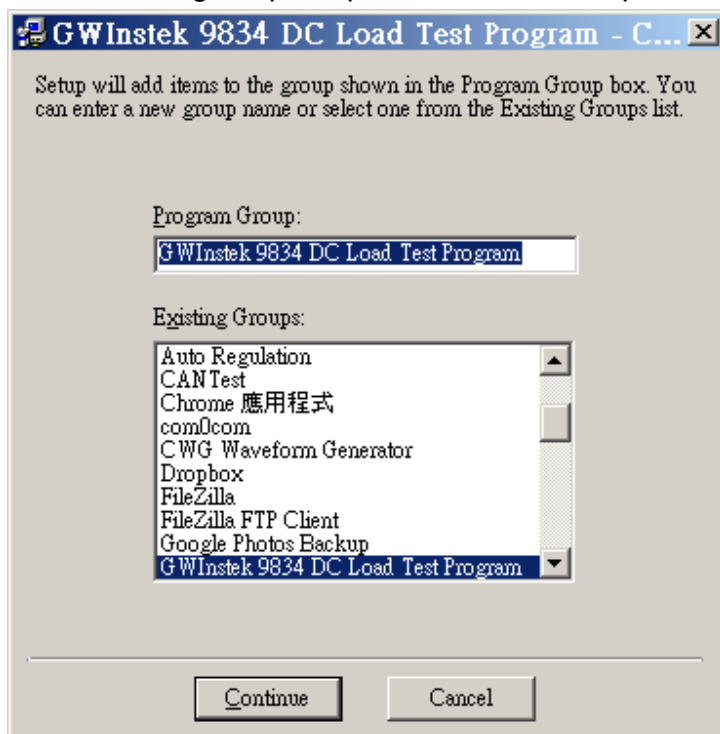 GWInstek 9834 DC Load Test Program - C...
Setup will add items to the group shown in the Program Group box. You
can enter a new group name or select one from the Existing Groups list.
Program Group:
GWInstek 9834 DC Load Test Program
Existing Groups:
Auto Regulation
CANTest
Chrome 應用程式
com0com
CWG Waveform Generator
Dropbox
FileZilla
FileZilla FTP Client
Google Photos Backup
GWInstek 9834 DC Load Test Program
Continue
Cancel